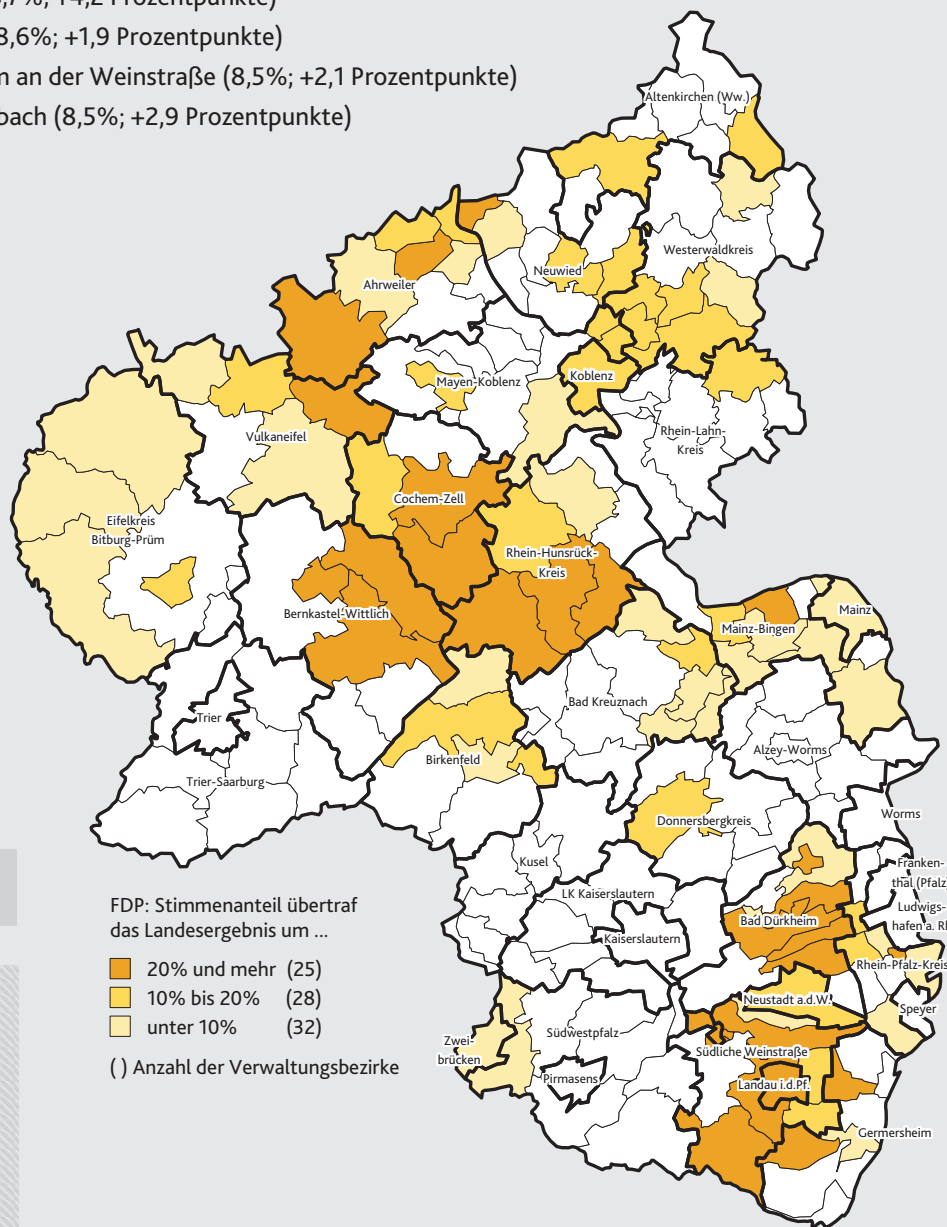 +4,2 Prozentpunkte)
8,6%; +1,9 Prozentpunkte)
an der Weinstraße (8,5%; +2,1 Prozentpunkte)
bach (8,5%; +2,9 Prozentpunkte)
Altenkirchen (Ww.)
Westerwaldkreis
Neuwied
Ahrweiler
Mayen-Koblenz
Koblenz
Rhein-Lahn-
Kreis
Vulkaneifel
Cochem-Zell
Eifelkreis
Bitburg-Prüm
Rhein-Hunsrück-
Kreis
Bernkastel-Wittlich
Mainz
Mainz-Bingen
Bad Kreuznach
Trier
Alzey-Worms
Birkenfeld
Trier-Saarburg
Donnersbergkreis
Worms
Kusel
Franken-
thal (Pfalz)
LK Kaiserslautern
Ludwigs-
hafen a. Rh
Bad Dürkheim
Kaiserslautern
Rhein-Pfalz-Kreis
Neustadt a.d.W.
Speyer
Südwestpfalz
Zwei-
brücken
Südliche Weinstraße
Pirmasens
Landau i.d.Pf.
Germersheim
FDP: Stimmenanteil übertraf
das Landesergebnis um ...
20% und mehr (25)
10% bis 20% (28)
unter 10% (32)
( ) Anzahl der Verwaltungsbezirke